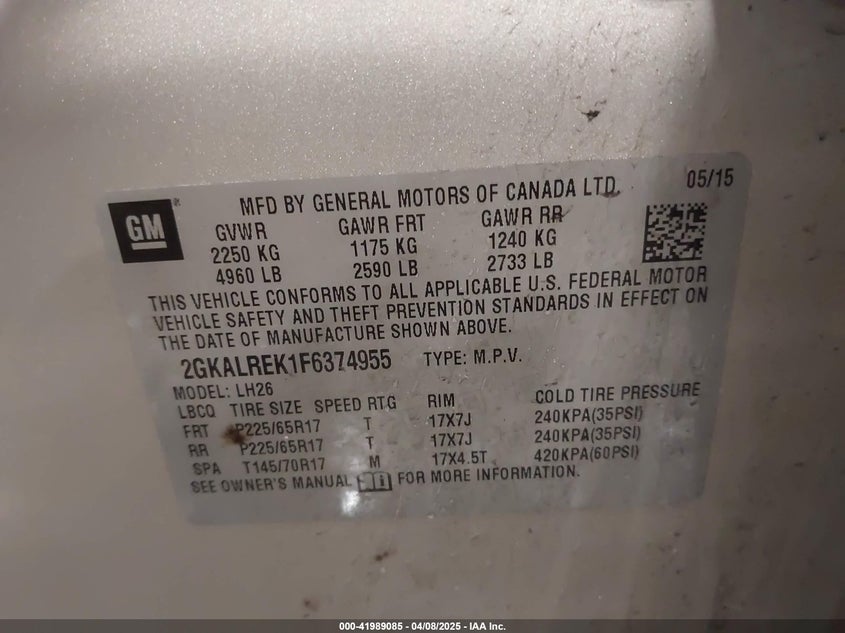 GM
MFD BY GENERAL MOTORS OF CANADA LTD. 05/15
GVWR GAWR FRT GAWR RR
2250 KG 1175 KG 1240 KG
4960 LB 2590 LB 2733 LB
THIS VEHICLE CONFORMS TO ALL APPLICABLE U.S. FEDERAL MOTOR
VEHICLE SAFETY AND THEFT PREVENTION STANDARDS IN EFFECT ON
THE DATE OF MANUFACTURE SHOWN ABOVE.
2GKALREK1F6374955 TYPE: M.P.V.
MODEL: LH26
LBCQ TIRE SIZE SPEED RTG RIM COLD TIRE PRESSURE
FRT P225/65R17 T 17X7J 240KPA(35PSI)
RR P225/65R17 T 17X7J 240KPA(35PSI)
SPA T145/70R17 M 17X4.5T 420KPA(60PSI)
SEE OWNER'S MANUAL FOR MORE INFORMATION.
000-41989085 - 04/08/2025 - IAA Inc.